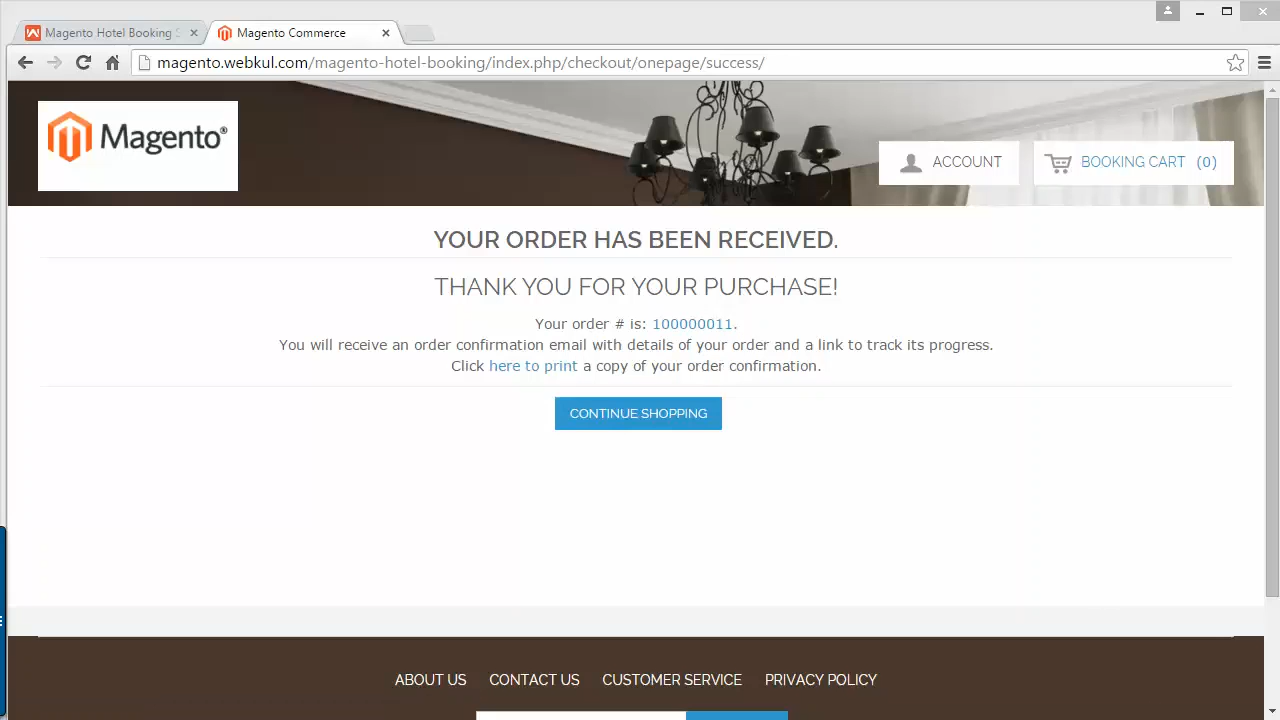 Magento Hotel Booking
Magento Commerce
magento.webkul.com/magento-hotel-booking/index.php/checkout/onepage/success/
Magento®
ACCOUNT
BOOKING CART (0)
YOUR ORDER HAS BEEN RECEIVED.
THANK YOU FOR YOUR PURCHASE!
Your order # is: 100000011.
You will receive an order confirmation email with details of your order and a link to track its progress.
Click here to print a copy of your order confirmation.
CONTINUE SHOPPING
ABOUT US CONTACT US CUSTOMER SERVICE PRIVACY POLICY